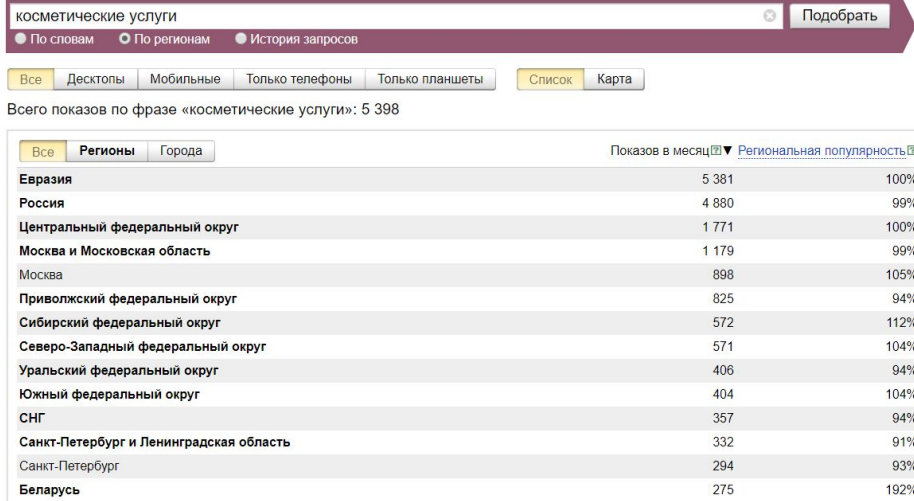 косметические услуги Подобрать
По словам По регионам История запросов
Все Десктопы Мобильные Только телефоны Только планшеты Список Карта
Всего показов по фразе «косметические услуги»: 5 398
Все Регионы Города Показов в месяц ? ▼ Региональная популярность ?
Евразия 5 381 100%
Россия 4 880 99%
Центральный федеральный округ 1 771 100%
Москва и Московская область 1 179 99%
Москва 898 105%
Приволжский федеральный округ 825 94%
Сибирский федеральный округ 572 112%
Северо-Западный федеральный округ 571 104%
Уральский федеральный округ 406 94%
Южный федеральный округ 404 104%
СНГ 357 94%
Санкт-Петербург и Ленинградская область 332 91%
Санкт-Петербург 294 93%
Беларусь 275 192%